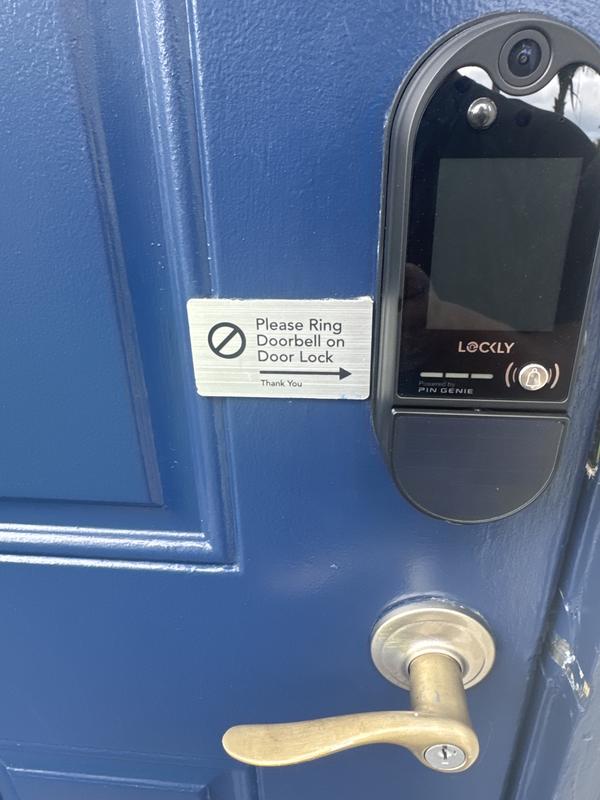 Please Ring
Doorbell on
Door Lock
Thank You
LOCKLY
Powered by
PIN GENIE